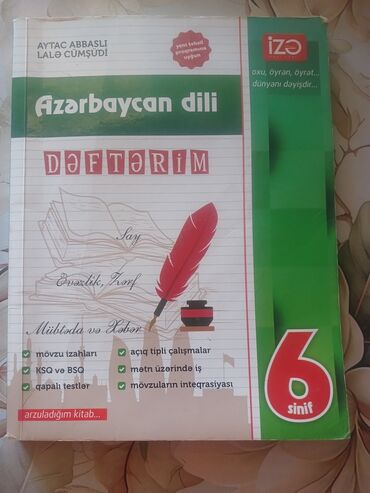 AYTAC ABBASLI
LALƏ CÜMŞÜDİ
yeni təhsil
proqramına
uyğun
İZƏ
oxu, öyrən, öyrət...
dünyanı dəyişdir...
Azərbaycan dili
DƏFTƏRİM
Say
Əvəzlik, Zərf
Mübtəda və Xəbər
mövzu izahları
KSQ və BSQ
qapalı testlər
açıq tipli çalışmalar
mətn üzərində iş
mövzuların inteqrasiyası
arzuladığım kitab...
6
sinif